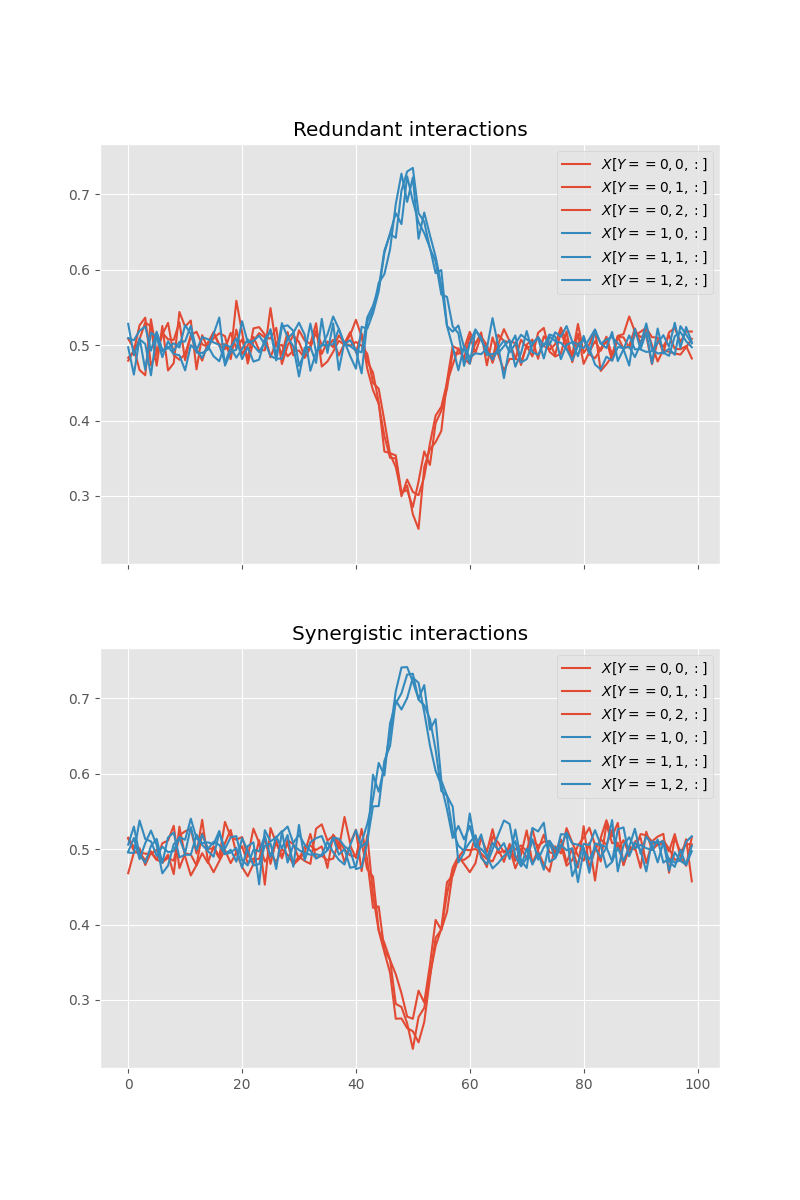 Redundant interactions
X[Y==0,0,:]
X[Y==0,1,:]
X[Y==0,2,:]
X[Y==1,0,:]
X[Y==1,1,:]
X[Y==1,2,:]
0.7
0.6
0.5
0.4
0.3
Synergistic interactions
X[Y==0,0,:]
X[Y==0,1,:]
X[Y==0,2,:]
X[Y==1,0,:]
X[Y==1,1,:]
X[Y==1,2,:]
0.7
0.6
0.5
0.4
0.3
0 20 40 60 80 100